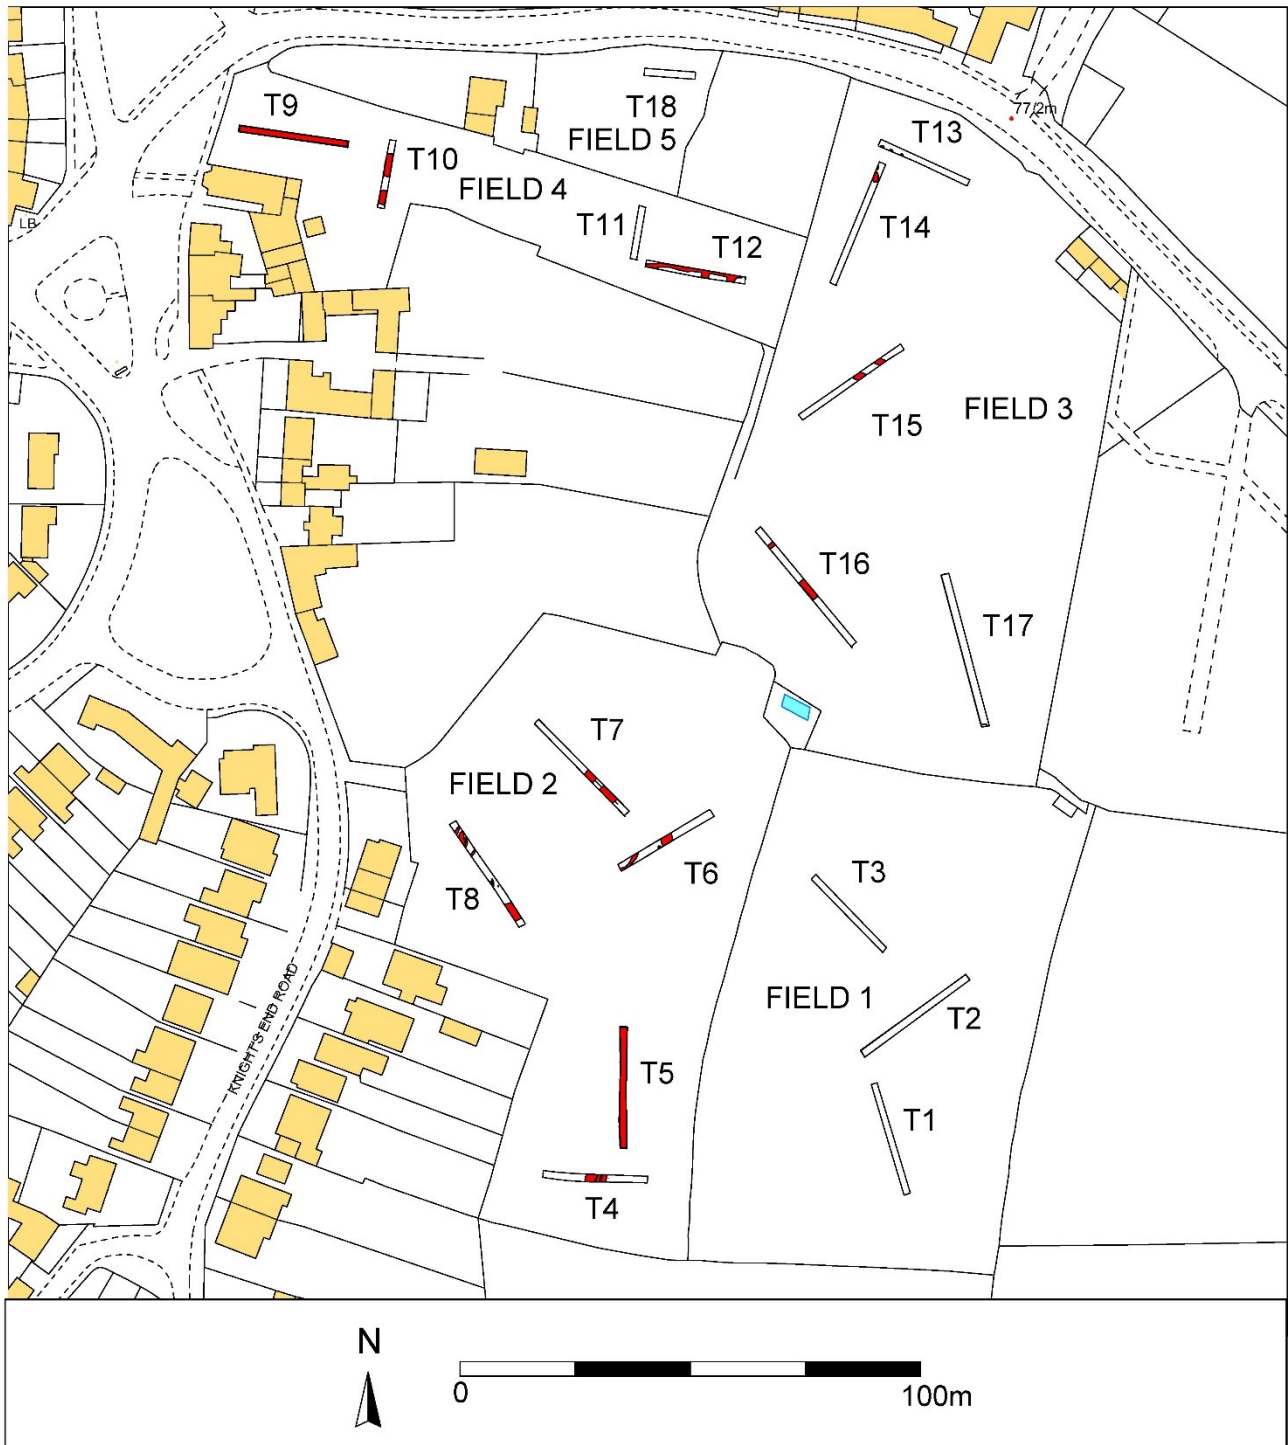 77.2m
T9
T18
T13
FIELD 5
T10
FIELD 4
LB
T11
T12
T14
T15
FIELD 3
T16
T17
T7
FIELD 2
T6
T8
T3
FIELD 1
T2
KNIGHTS END ROAD
T5
T1
T4
N
0
100m